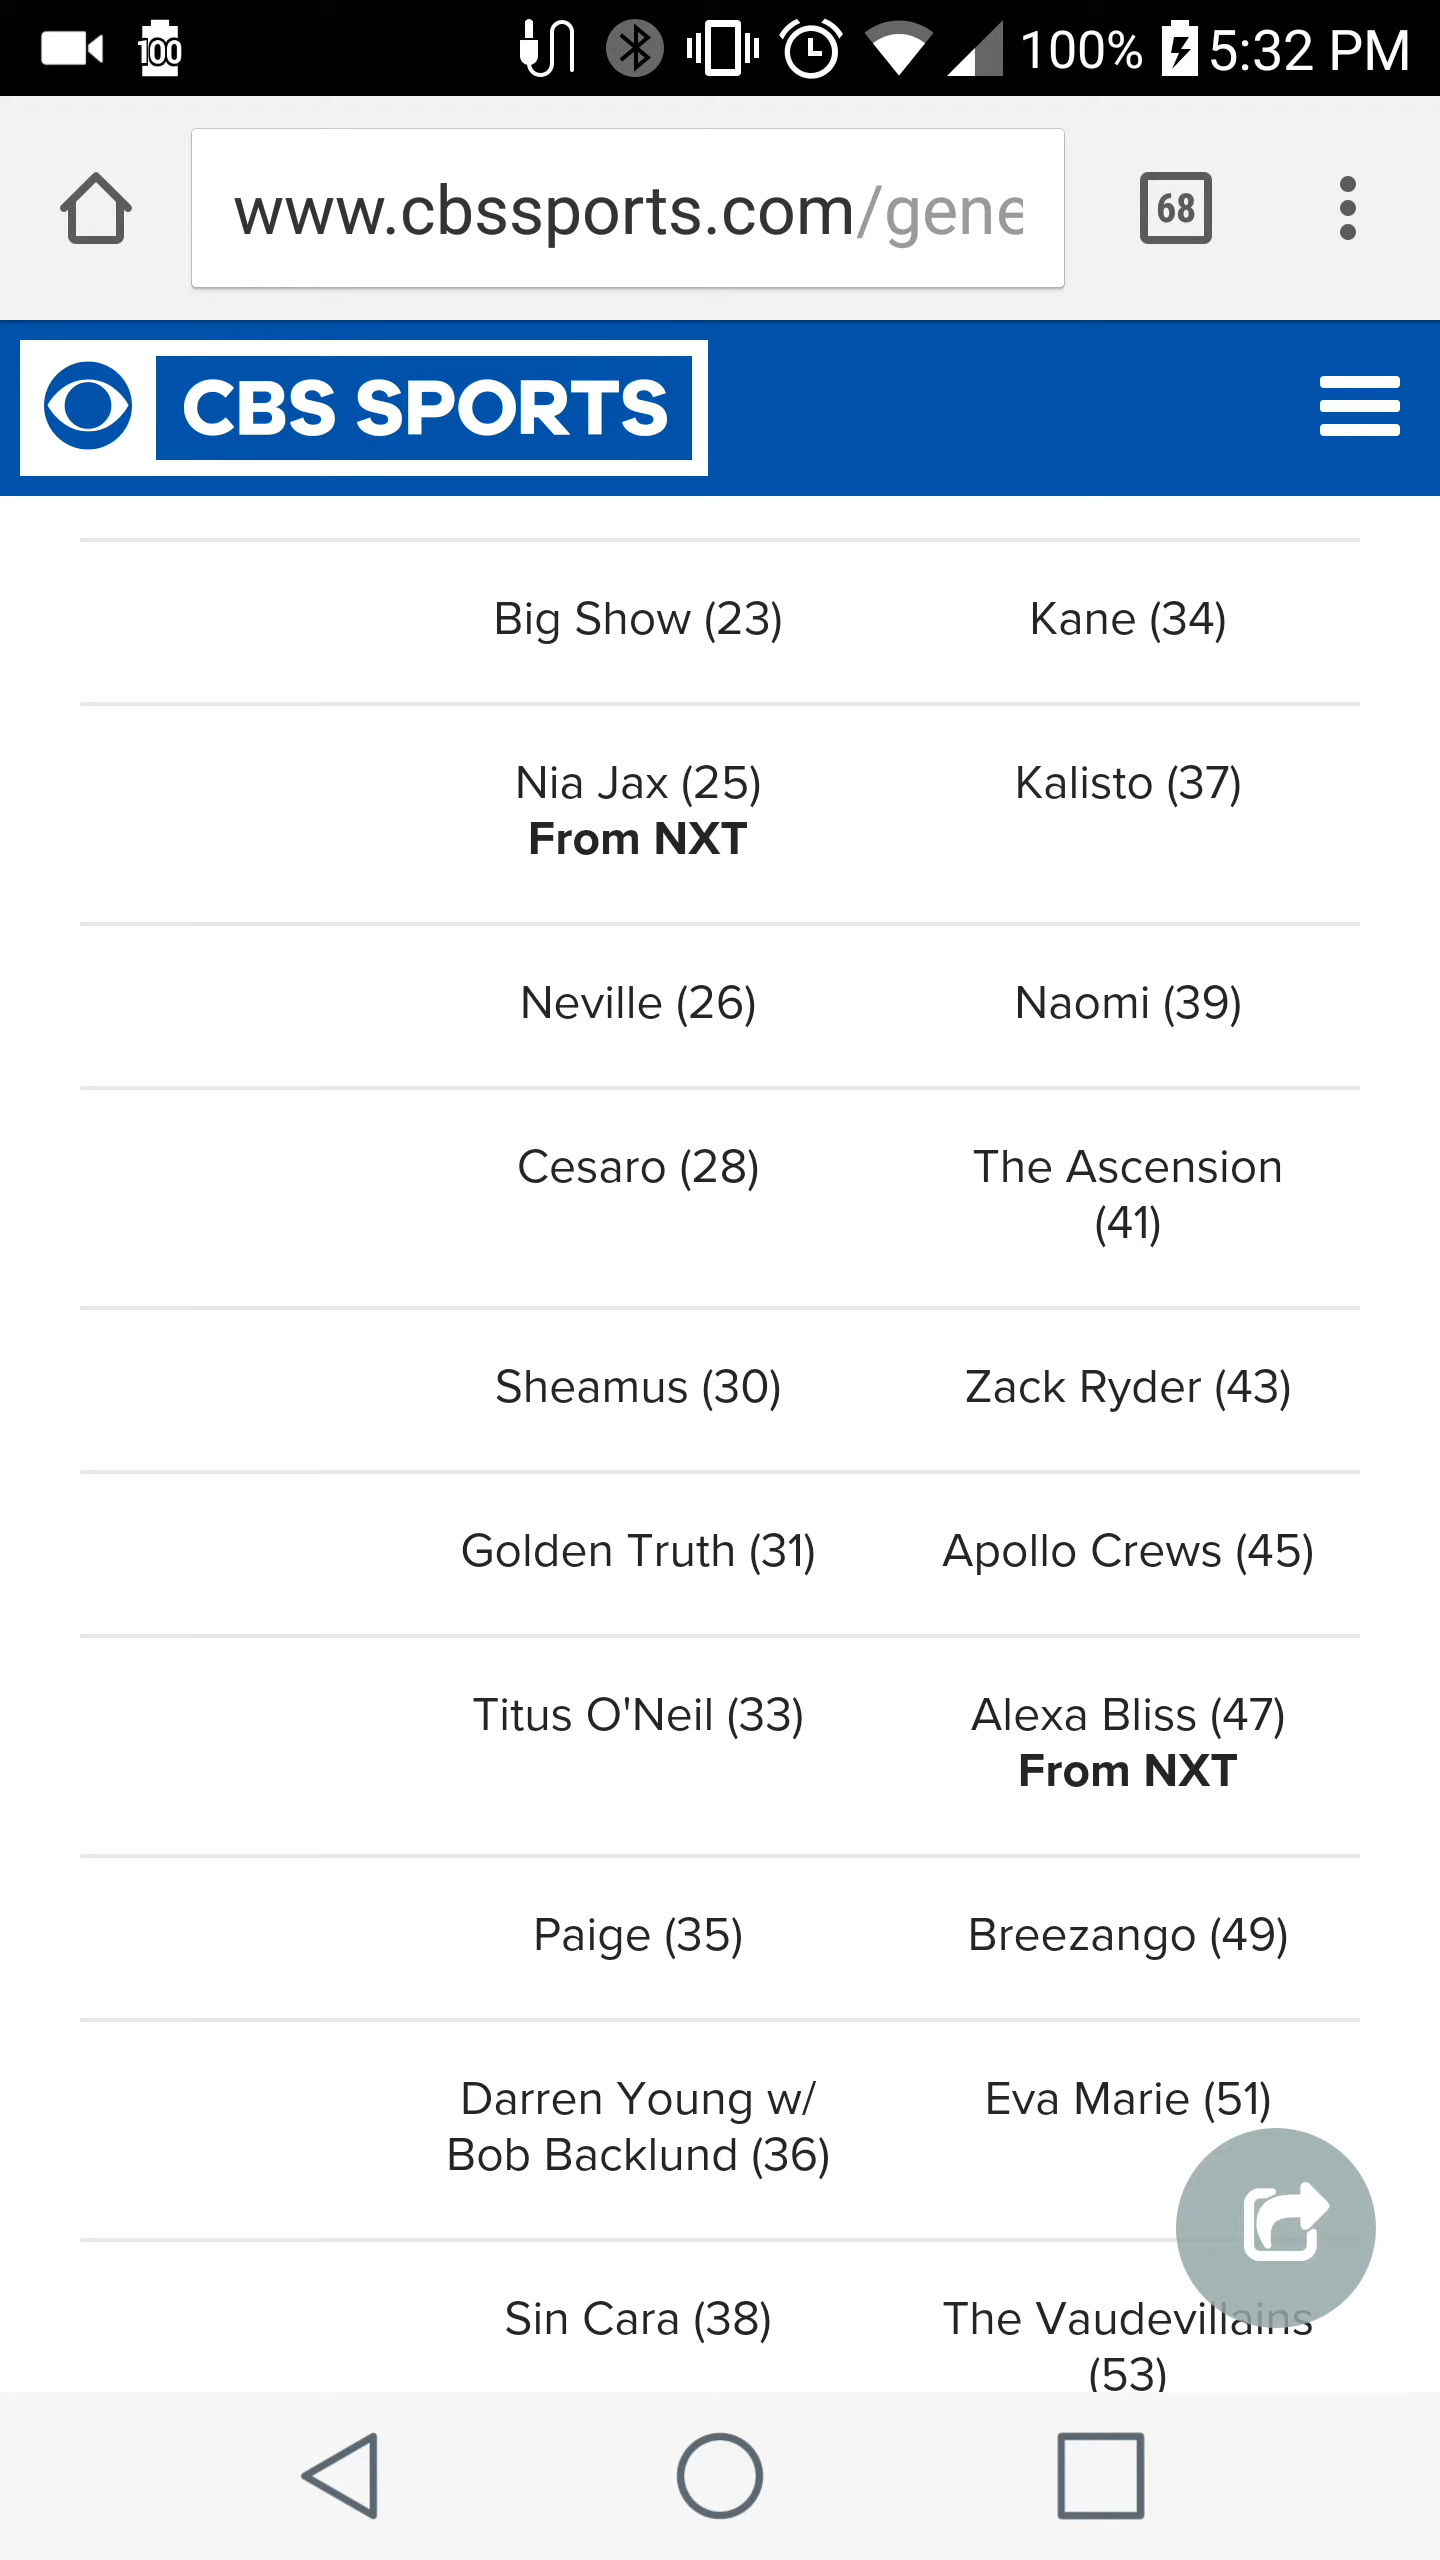 100 100% 5:32 PM
www.cbssports.com/gene 68
CBS SPORTS
Big Show (23) Kane (34)
Nia Jax (25) Kalisto (37)
From NXT
Neville (26) Naomi (39)
Cesaro (28) The Ascension
(41)
Sheamus (30) Zack Ryder (43)
Golden Truth (31) Apollo Crews (45)
Titus O'Neil (33) Alexa Bliss (47)
From NXT
Paige (35) Breezango (49)
Darren Young w/ Eva Marie (51)
Bob Backlund (36)
Sin Cara (38) The Vaudevillains
(53)